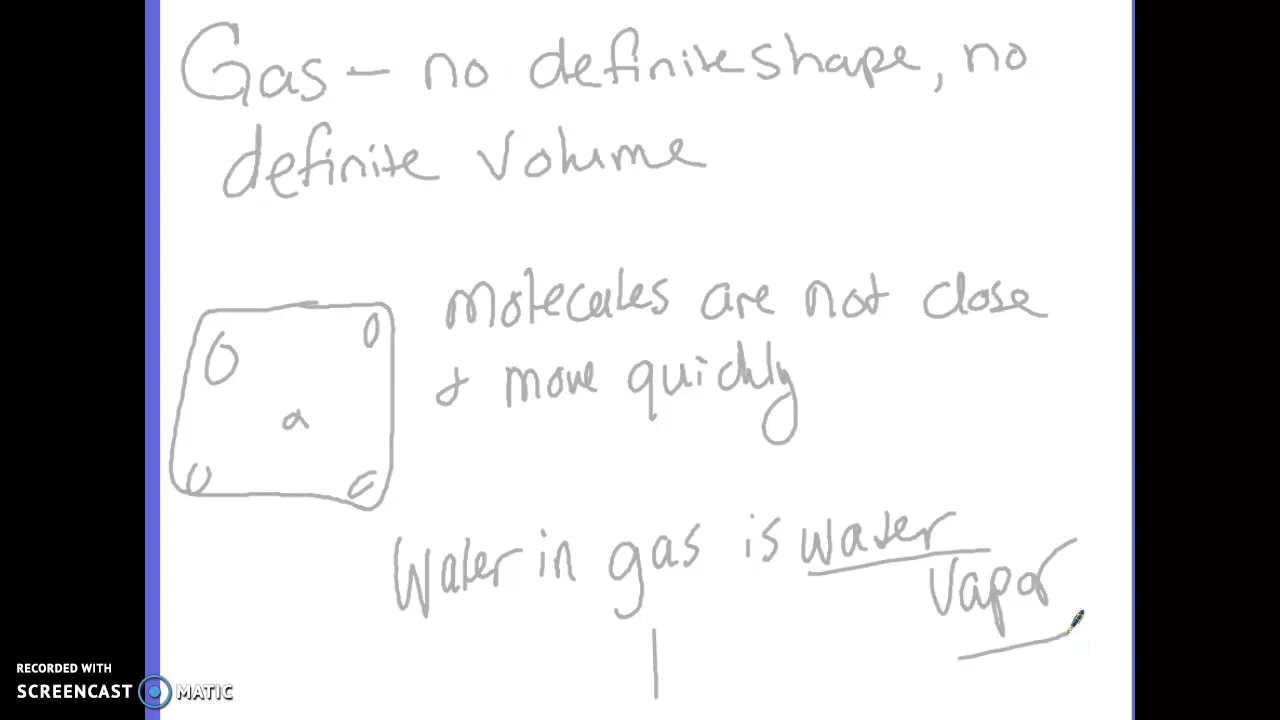 Gas – no definite shape, no
definite volume
molecules are not close
& move quickly
Water in gas is water
vapor
RECORDED WITH
SCREENCAST MATIC